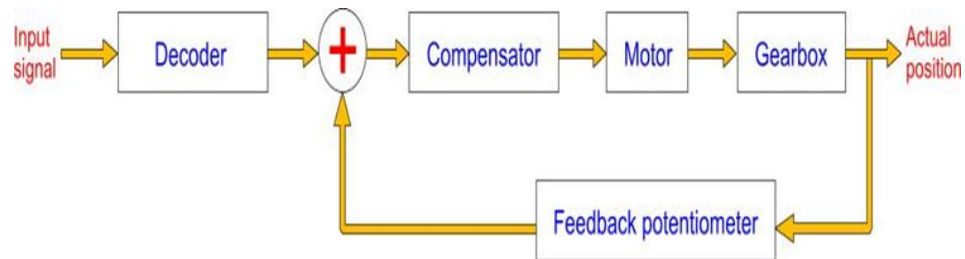 Input
signal
Decoder
+
Compensator
Motor
Gearbox
Actual
position
Feedback potentiometer